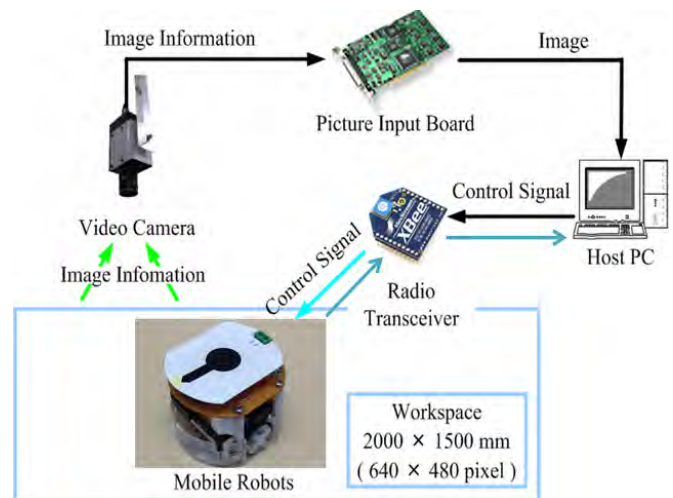 Image Information
Image
Picture Input Board
Control Signal
XBee
Video Camera
Host PC
Image Infomation
Control Signal
Radio
Transceiver
Workspace
2000 × 1500 mm
( 640 × 480 pixel )
Mobile Robots